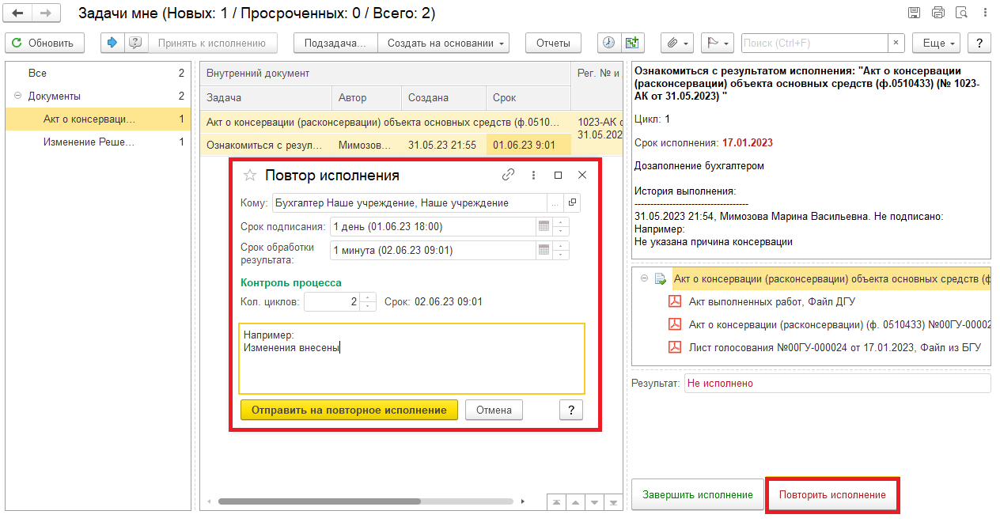 Задачи мне (Новых: 1 / Просроченных: 0 / Всего: 2)
Обновить
Принять к исполнению
Подзадача...
Создать на основании
Отчеты
Поиск (Ctrl+F)
×
Еще
?
Все 2
Документы 2
Акт о консерваци... 1
Изменение Реше... 1
Внутренний документ
Рег. № и
Задача Автор Создана Срок
Акт о консервации (расконсервации) объекта основных средств (ф.0510...
1023-АК
31.05.202
Ознакомиться с резул... Мимозов... 31.05.23 21:55 01.06.23 9:01
Повтор исполнения
Кому: Бухгалтер Наше учреждение, Наше учреждение ...
Срок подписания: 1 день (01.06.23 18:00)
Срок обработки
результата:
1 минута (02.06.23 09:01)
Контроль процесса
Кол. циклов: 2 Срок: 02.06.23 09:01
Например:
Изменения внесены
Отправить на повторное исполнение
Отмена
?
Ознакомиться с результатом исполнения: "Акт о консервации
(расконсервации) объекта основных средств (ф.0510433) (№ 1023-
АК от 31.05.2023) "
Цикл: 1
Срок исполнения: 17.01.2023
Дозаполнение бухгалтером
История выполнения:
------------------------------------
31.05.2023 21:54, Мимозова Марина Васильевна. Не подписано:
Например:
Не указана причина консервации
Акт о консервации (расконсервации) объекта основных средств (ф
Акт выполненных работ, Файл ДГУ
Акт о консервации (расконсервации) (ф. 0510433) №00ГУ-00002
Лист голосования №00ГУ-000024 от 17.01.2023, Файл из БГУ
Результат: Не исполнено
Завершить исполнение
Повторить исполнение